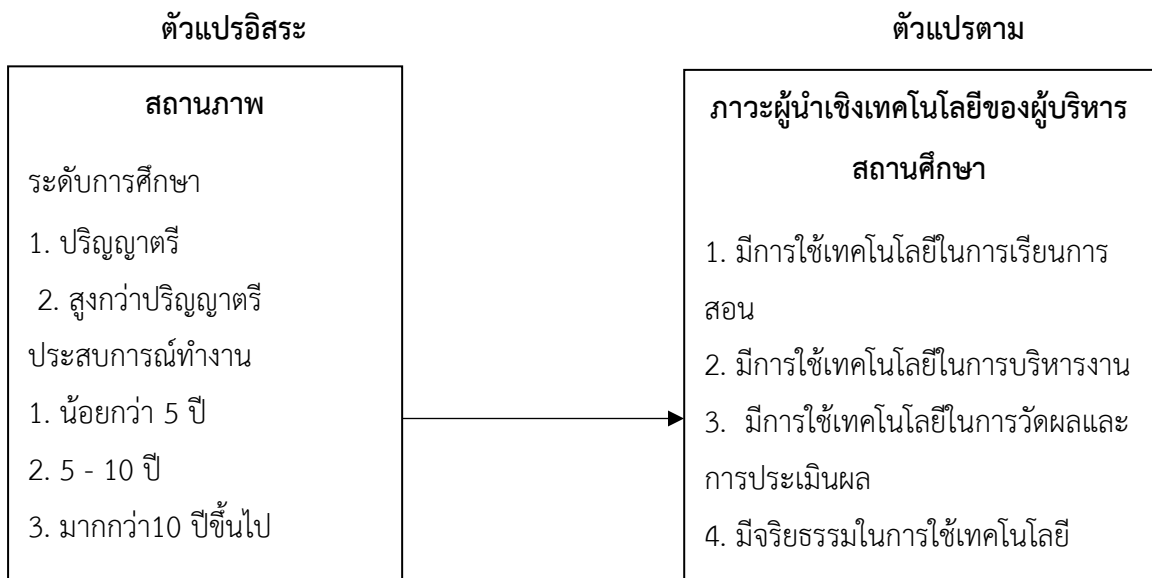 ตัวแปรอิสระ
สถานภาพ
ระดับการศึกษา
1. ปริญญาตรี
2. สูงกว่าปริญญาตรี
ประสบการณ์ทำงาน
1. น้อยกว่า 5 ปี
2. 5 - 10 ปี
3. มากกว่า10 ปีขึ้นไป
ตัวแปรตาม
ภาวะผู้นำเชิงเทคโนโลยีของผู้บริหาร
สถานศึกษา
1. มีการใช้เทคโนโลยีในการเรียนการ
สอน
2. มีการใช้เทคโนโลยีในการบริหารงาน
3. มีการใช้เทคโนโลยีในการวัดผลและ
การประเมินผล
4. มีจริยธรรมในการใช้เทคโนโลยี